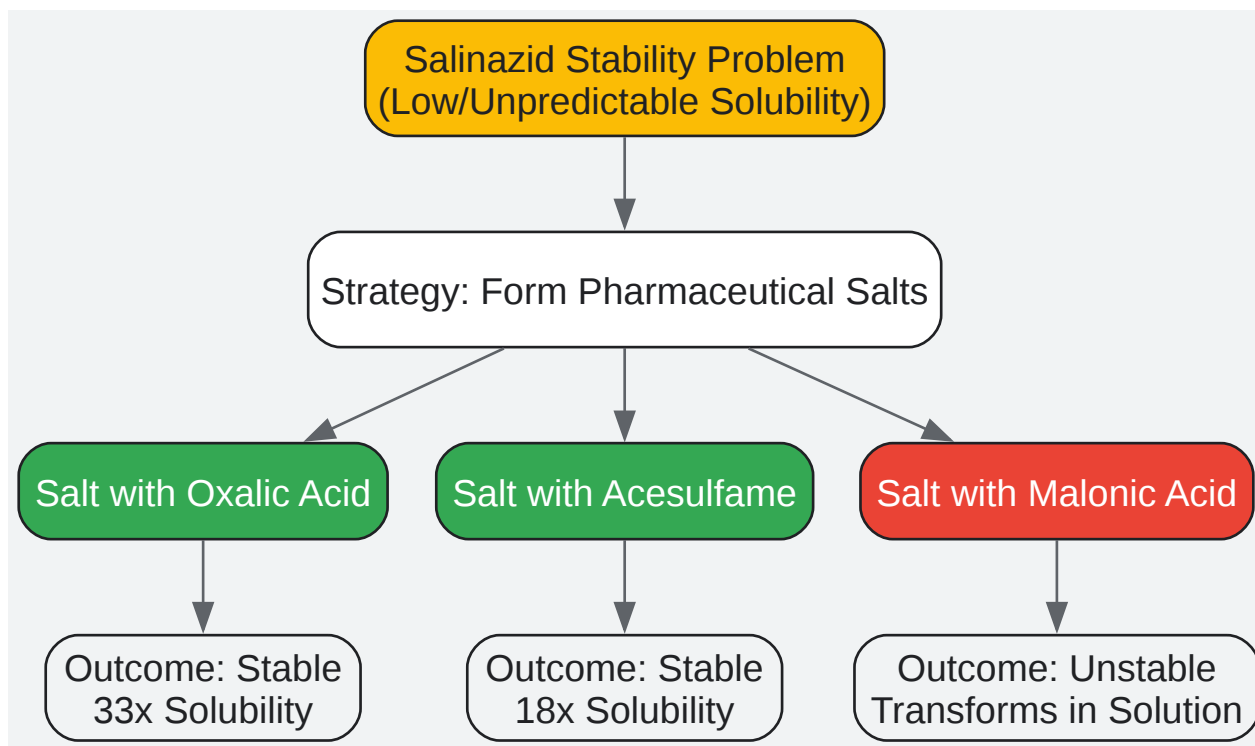 Salinazid Stability Problem
(Low/Unpredictable Solubility)
Strategy: Form Pharmaceutical Salts
Salt with Oxalic Acid
Salt with Acesulfame
Salt with Malonic Acid
Outcome: Stable
33x Solubility
Outcome: Stable
18x Solubility
Outcome: Unstable
Transforms in Solution